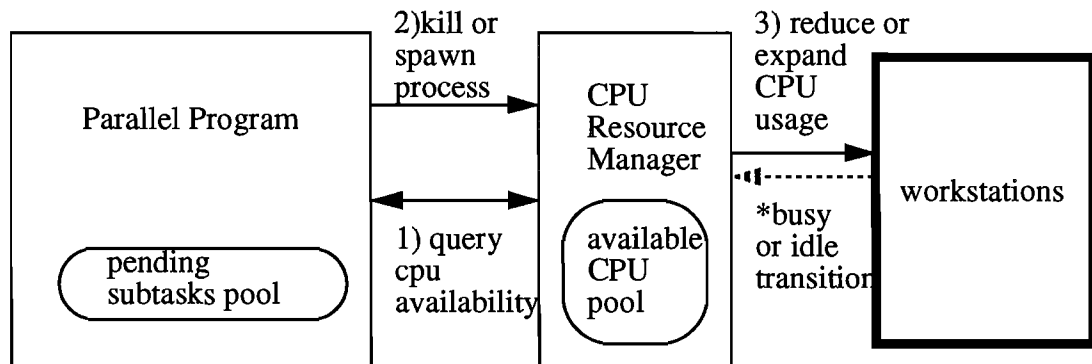 Parallel Program
pending
subtasks pool
2)kill or
spawn
process
1) query
cpu
availability
CPU
Resource
Manager
available
CPU
pool
3) reduce or
expand
CPU
usage
*busy
or idle
transition
workstations